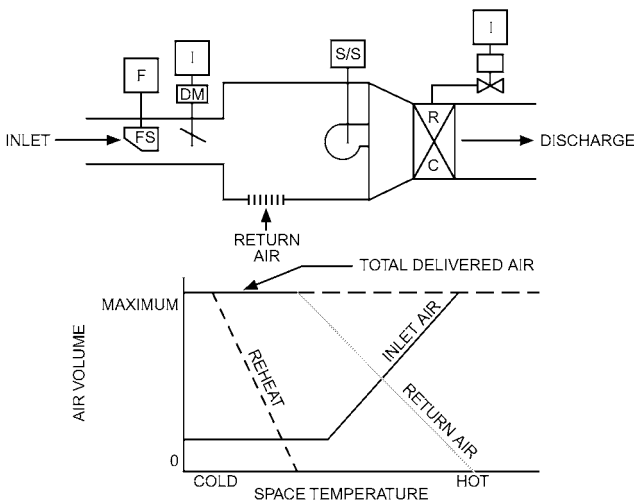 I
F
I
S/S
DM
FS
R
C
INLET
DISCHARGE
RETURN
AIR
TOTAL DELIVERED AIR
MAXIMUM
AIR VOLUME
REHEAT
INLET AIR
RETURN AIR
0
COLD
HOT
SPACE TEMPERATURE